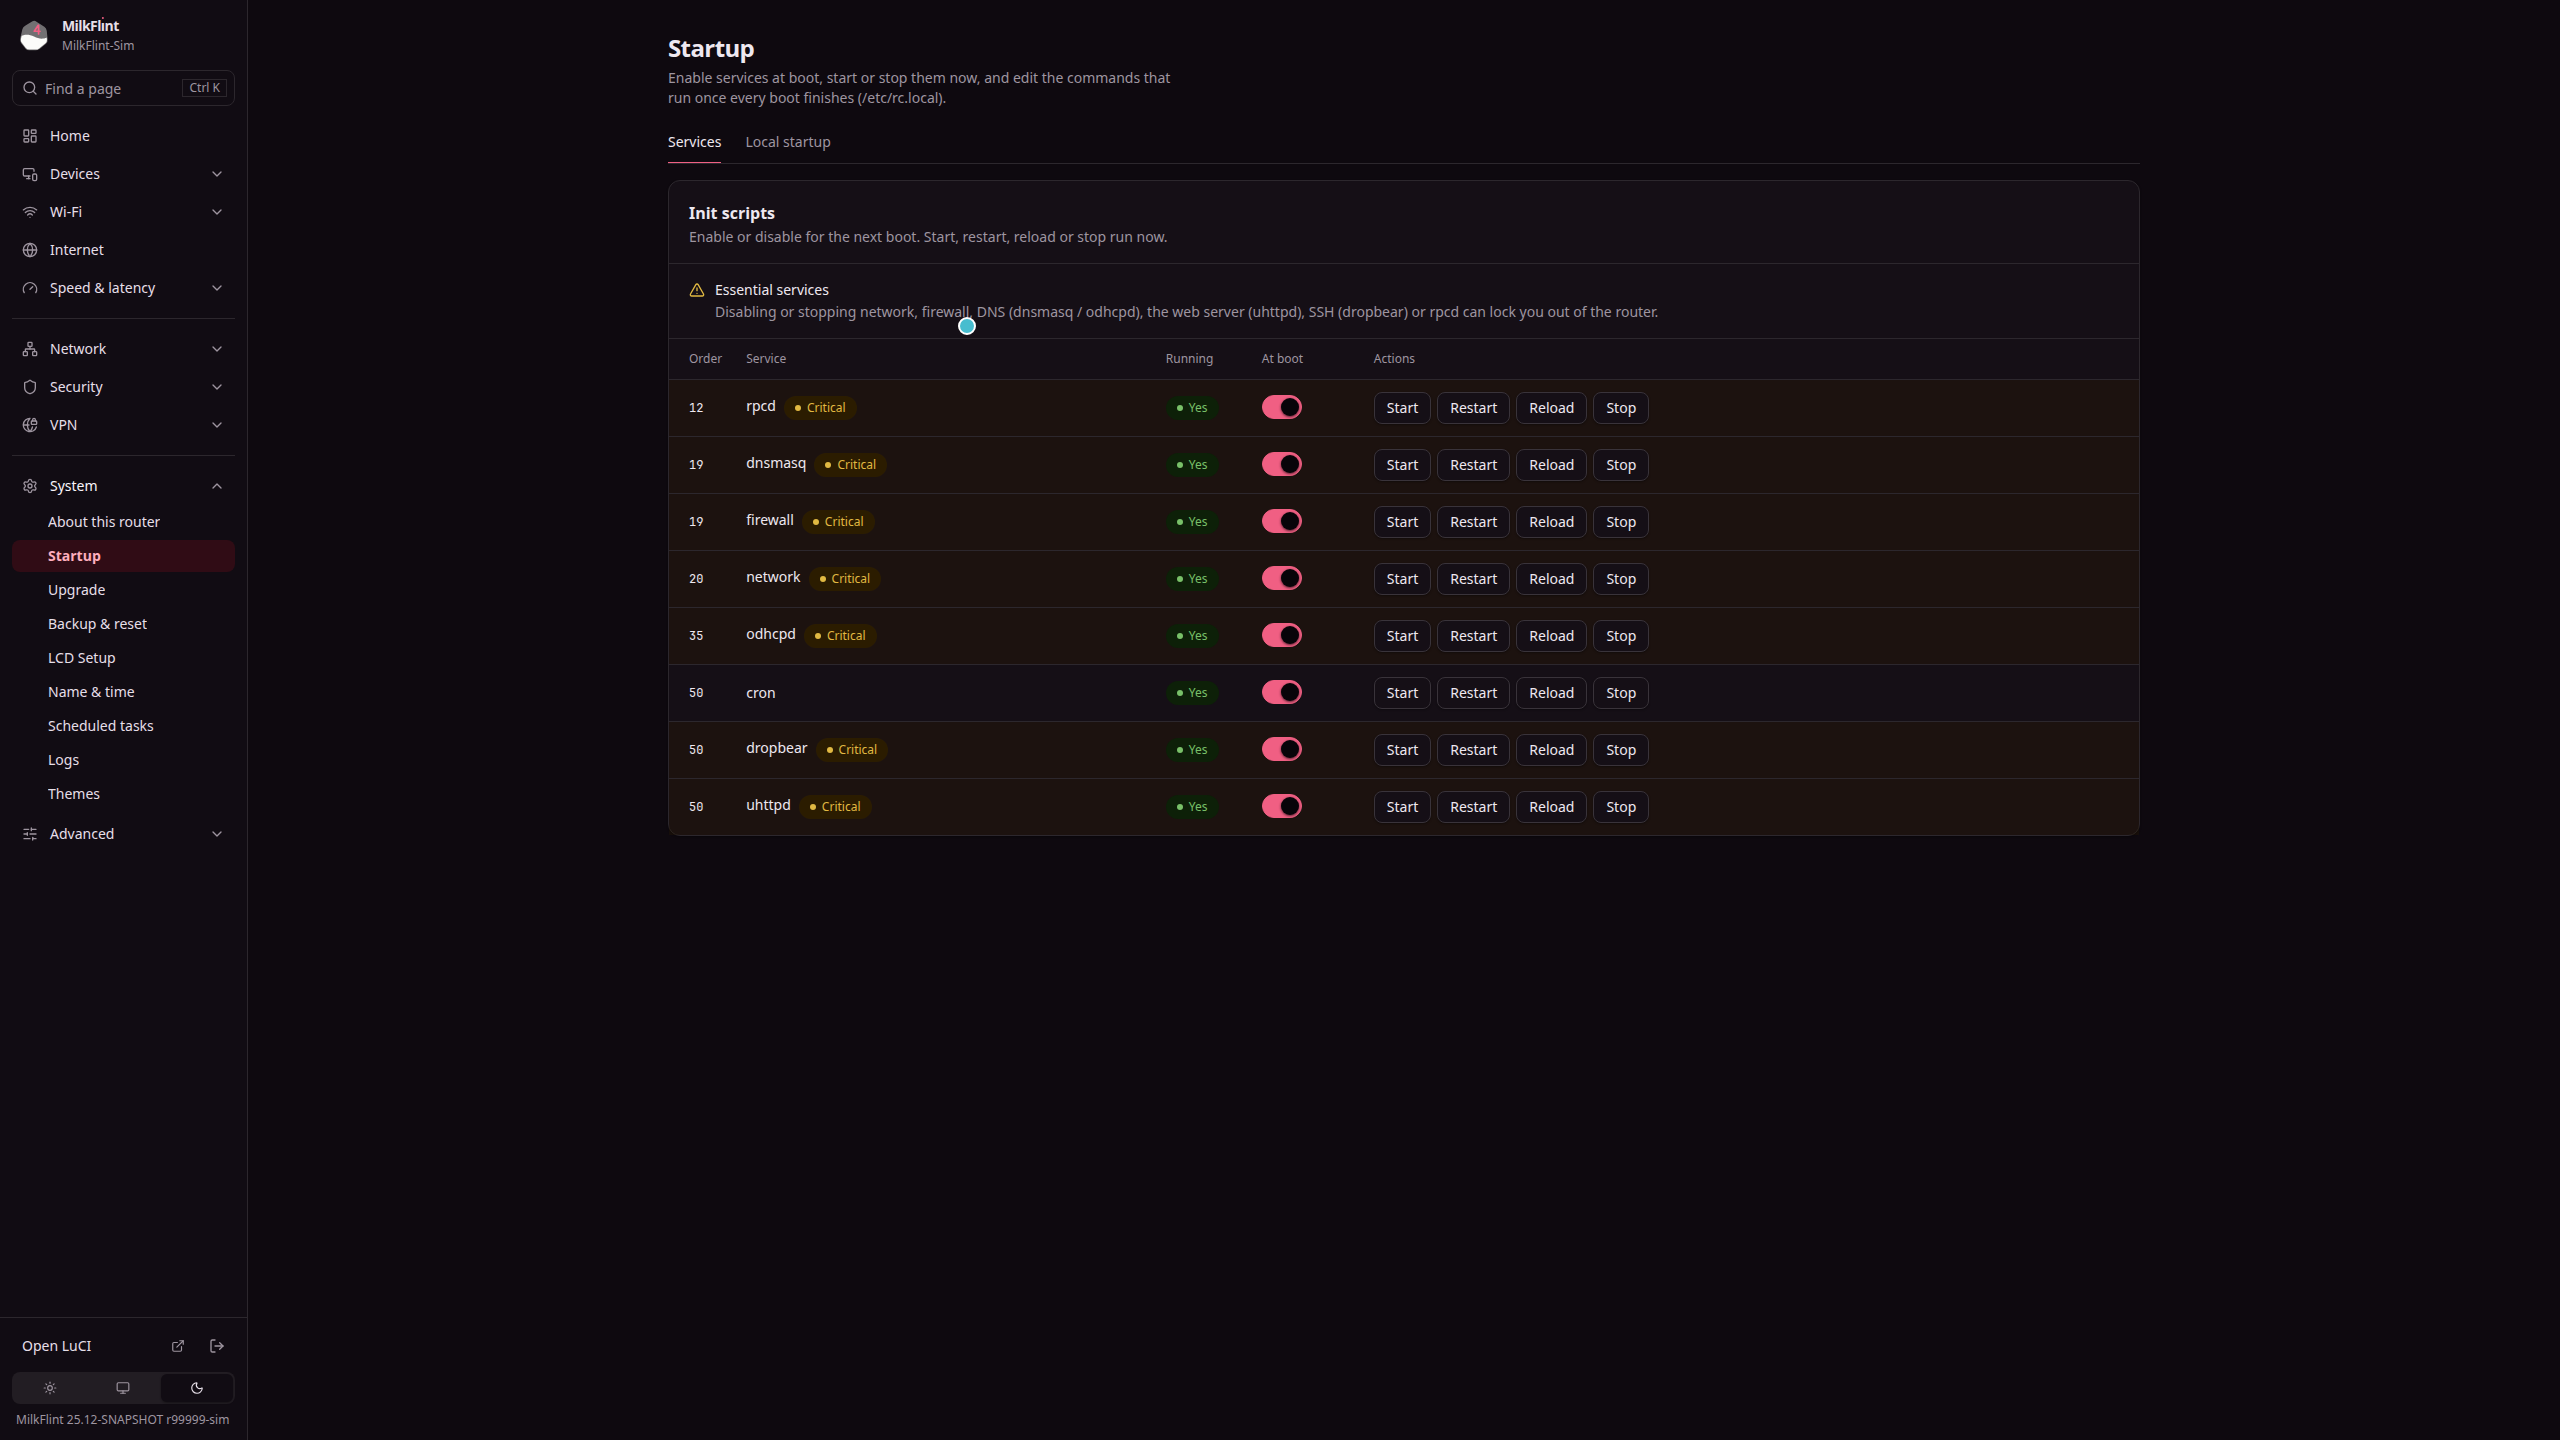 MilkFlint
MilkFlint-Sim
Find a page
Ctrl K
Home
Devices
Wi-Fi
Internet
Speed & latency
Network
Security
VPN
System
About this router
Startup
Upgrade
Backup & reset
LCD Setup
Name & time
Scheduled tasks
Logs
Themes
Advanced
Open LuCI
MilkFlint 25.12-SNAPSHOT r99999-sim
Startup
Enable services at boot, start or stop them now, and edit the commands that
run once every boot finishes (/etc/rc.local).
Services Local startup
Init scripts
Enable or disable for the next boot. Start, restart, reload or stop run now.
Essential services
Disabling or stopping network, firewall, DNS (dnsmasq / odhcpd), the web server (uhttpd), SSH (dropbear) or rpcd can lock you out of the router.
Order Service Running At boot Actions
12 rpcd Critical Yes Start Restart Reload Stop
19 dnsmasq Critical Yes Start Restart Reload Stop
19 firewall Critical Yes Start Restart Reload Stop
20 network Critical Yes Start Restart Reload Stop
35 odhcpd Critical Yes Start Restart Reload Stop
50 cron Yes Start Restart Reload Stop
50 dropbear Critical Yes Start Restart Reload Stop
50 uhttpd Critical Yes Start Restart Reload Stop